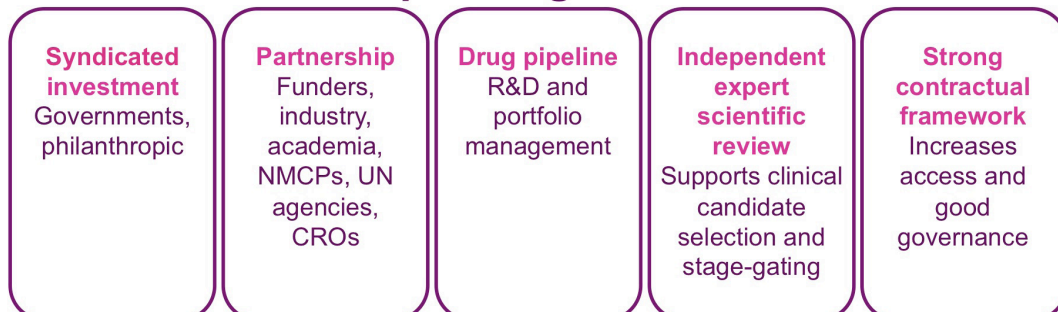 Syndicated
investment
Governments,
philanthropic
Partnership
Funders,
industry,
academia,
NMCPs, UN
agencies,
CROs
Drug pipeline
R&D and
portfolio
management
Independent
expert
scientific
review
Supports clinical
candidate
selection and
stage-gating
Strong
contractual
framework
Increases
access and
good
governance